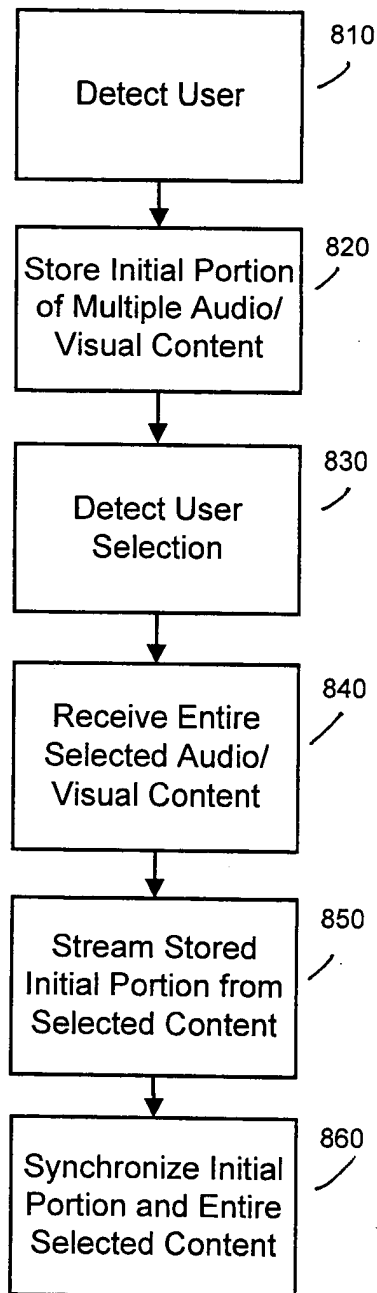 810
Detect User
820
Store Initial Portion
of Multiple Audio/
Visual Content
830
Detect User
Selection
840
Receive Entire
Selected Audio/
Visual Content
850
Stream Stored
Initial Portion from
Selected Content
860
Synchronize Initial
Portion and Entire
Selected Content